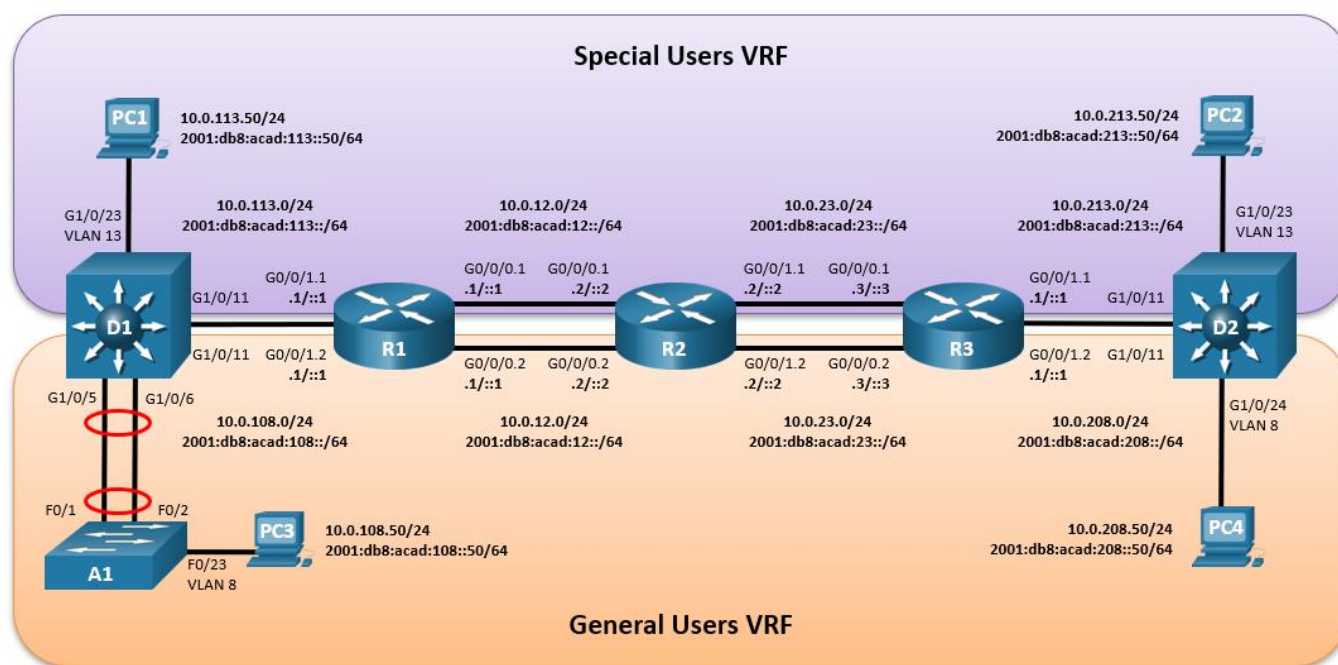 Special Users VRF
PC1
10.0.113.50/24
2001:db8:acad:113::50/64
10.0.213.50/24
2001:db8:acad:213::50/64
PC2
G1/0/23
VLAN 13
10.0.113.0/24
2001:db8:acad:113::/64
10.0.12.0/24
2001:db8:acad:12::/64
10.0.23.0/24
2001:db8:acad:23::/64
10.0.213.0/24
2001:db8:acad:213::/64
G1/0/23
VLAN 13
G1/0/11
G0/0/1.1
.1/::1
G0/0/0.1
.1/::1
G0/0/0.1
.2/::2
G0/0/1.1
.2/::2
G0/0/0.1
.3/::3
G0/0/1.1
.1/::1
G1/0/11
D1
R1
R2
R3
D2
G1/0/11
G0/0/1.2
.1/::1
G0/0/0.2
.1/::1
G0/0/0.2
.2/::2
G0/0/1.2
.2/::2
G0/0/0.2
.3/::3
G0/0/1.2
.1/::1
G1/0/11
G1/0/5
G1/0/6
10.0.108.0/24
2001:db8:acad:108::/64
10.0.12.0/24
2001:db8:acad:12::/64
10.0.23.0/24
2001:db8:acad:23::/64
10.0.208.0/24
2001:db8:acad:208::/64
G1/0/24
VLAN 8
F0/1
F0/2
A1
F0/23
VLAN 8
PC3
10.0.108.50/24
2001:db8:acad:108::50/64
10.0.208.50/24
2001:db8:acad:208::50/64
PC4
General Users VRF